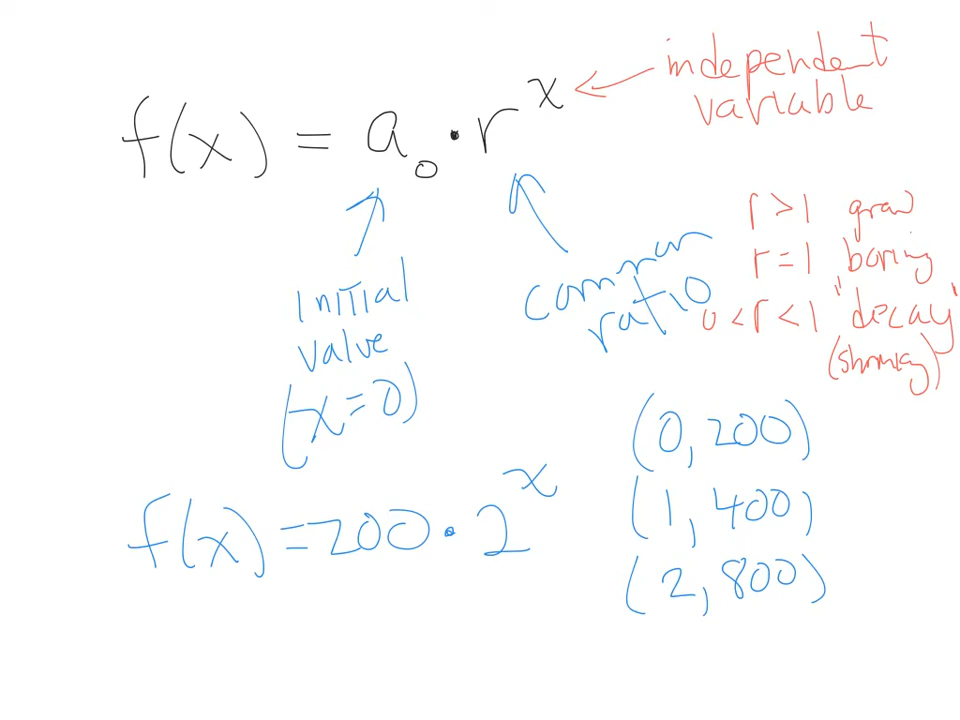 f(x) = a₀ · r^x
independent
variable
initial
value
(x=0)
common
ratio
r > 1 grow
r = 1 boring
0 < r < 1 "decay"
(shrinky)
f(x) = 200 · 2^x
(0, 200)
(1, 400)
(2, 800)